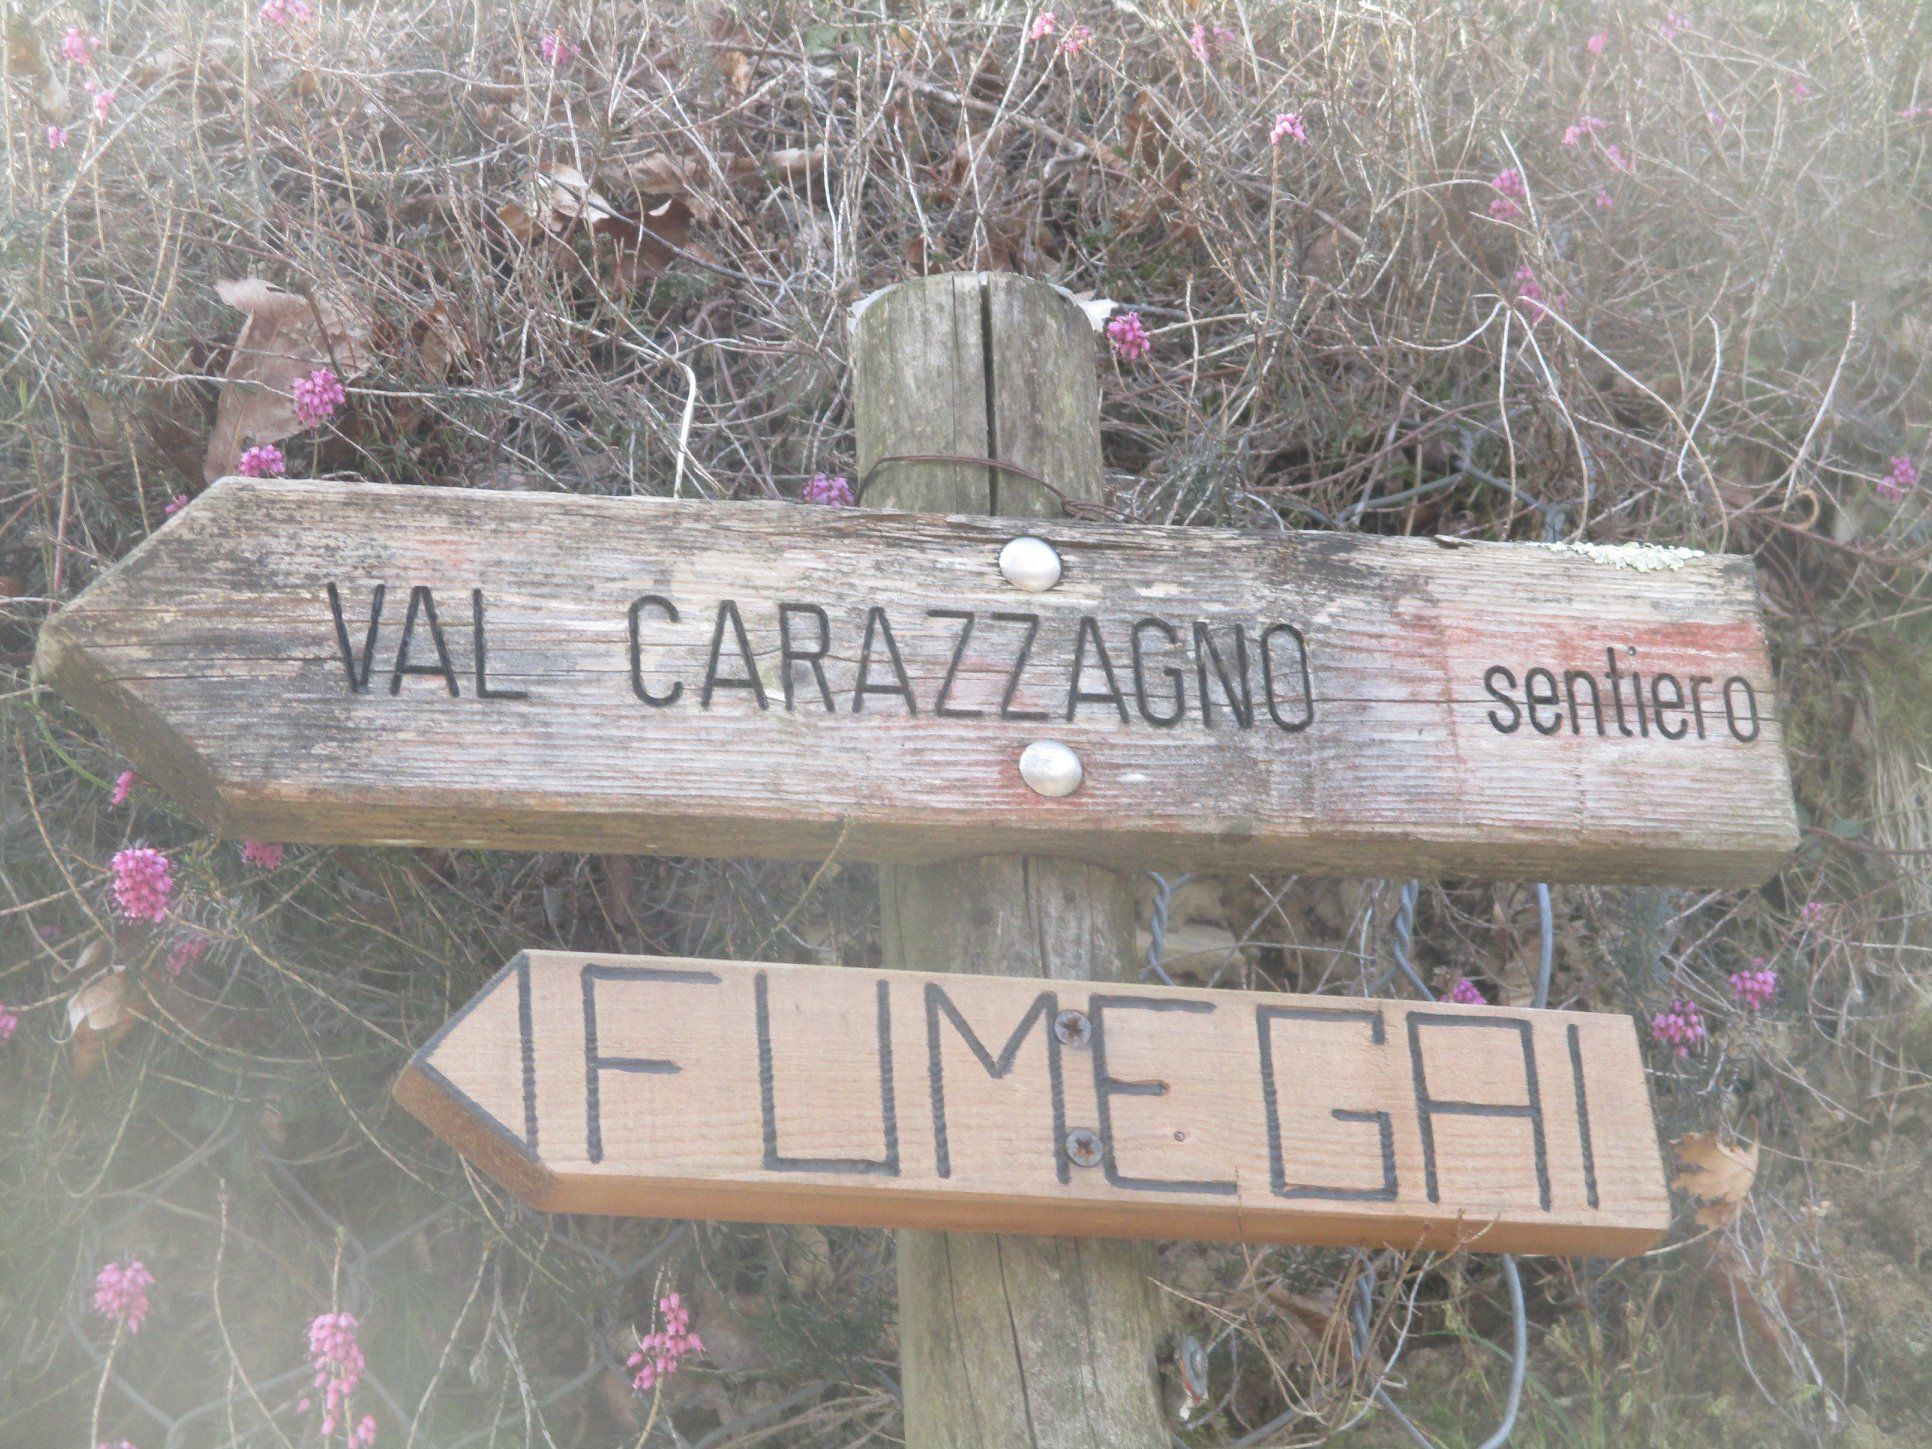 VAL CARAZZAGNO sentiero
I FUMEGAI